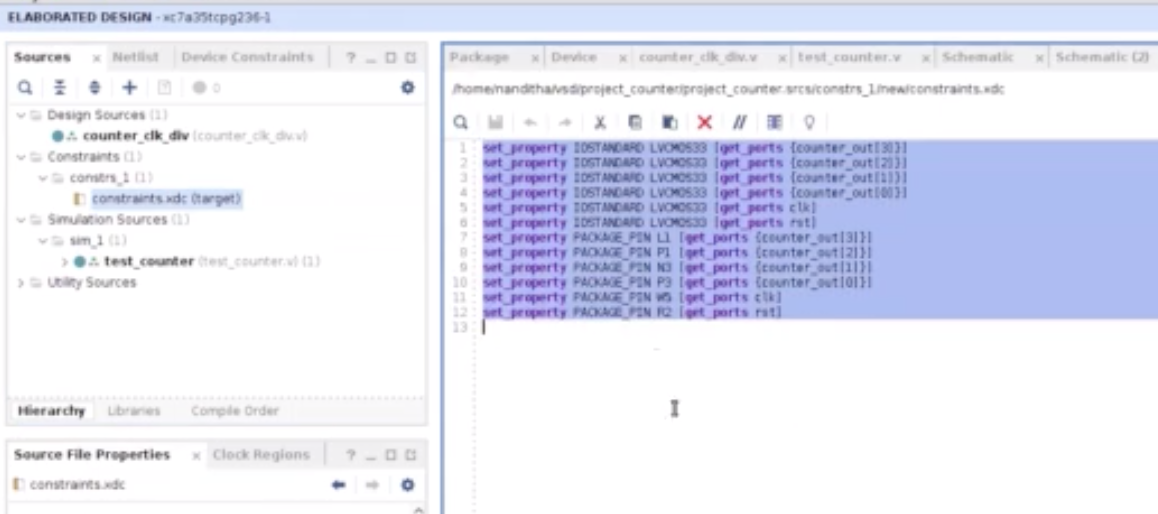 ELABORATED DESIGN - xc7a35tcpg236-1
Sources × Netlist Device Constraints ? _
0
Design Sources (1)
counter_clk_div (counter_clk_div.v)
Constraints (1)
constrs_1 (1)
constraints.xdc (target)
Simulation Sources (1)
sim_1 (1)
test_counter (test_counter.v) (1)
Utility Sources
Hierarchy Libraries Compile Order
Source File Properties × Clock Regions ? _
constraints.xdc
Package × Device × counter_clk_div.v × test_counter.v × Schematic × Schematic (2)
/home/nanditha/vsd/project_counter/project_counter.srcs/constrs_1/new/constraints.xdc
1 set_property IOSTANDARD LVCMOS33 [get_ports {counter_out[3]}]
2 set_property IOSTANDARD LVCMOS33 [get_ports {counter_out[2]}]
3 set_property IOSTANDARD LVCMOS33 [get_ports {counter_out[1]}]
4 set_property IOSTANDARD LVCMOS33 [get_ports {counter_out[0]}]
5 set_property IOSTANDARD LVCMOS33 [get_ports clk]
6 set_property IOSTANDARD LVCMOS33 [get_ports rst]
7 set_property PACKAGE_PIN L1 [get_ports {counter_out[3]}]
8 set_property PACKAGE_PIN P1 [get_ports {counter_out[2]}]
9 set_property PACKAGE_PIN N3 [get_ports {counter_out[1]}]
10 set_property PACKAGE_PIN P3 [get_ports {counter_out[0]}]
11 set_property PACKAGE_PIN W5 [get_ports clk]
12 set_property PACKAGE_PIN R2 [get_ports rst]
13